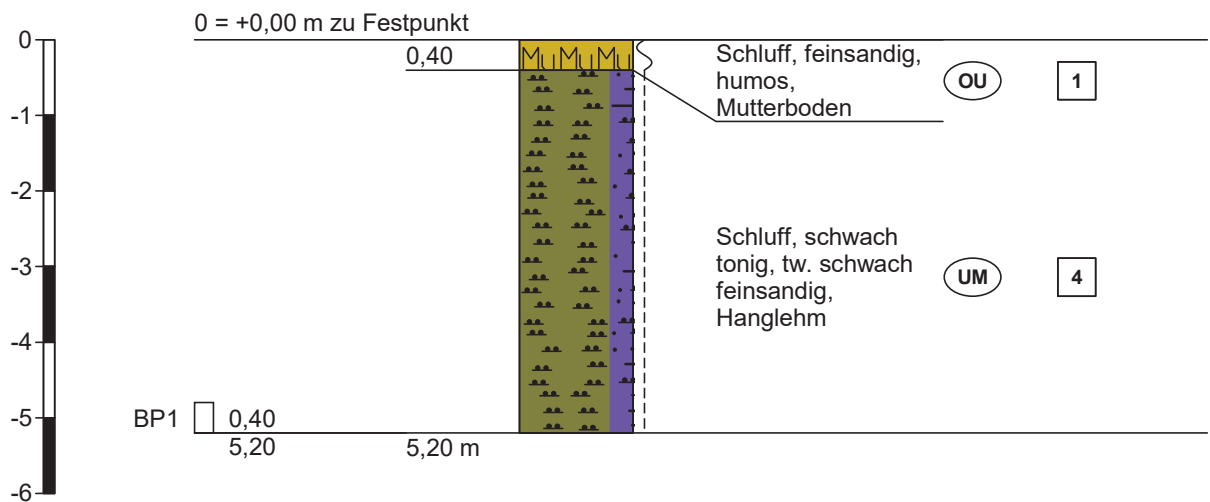 0 = +0,00 m zu Festpunkt
0
-1
-2
-3
-4
-5
-6
0,40
Schluff, feinsandig,
humos,
Mutterboden
OU
1
Schluff, schwach
tonig, tw. schwach
feinsandig,
Hanglehm
UM
4
BP1
0,40
5,20
5,20 m